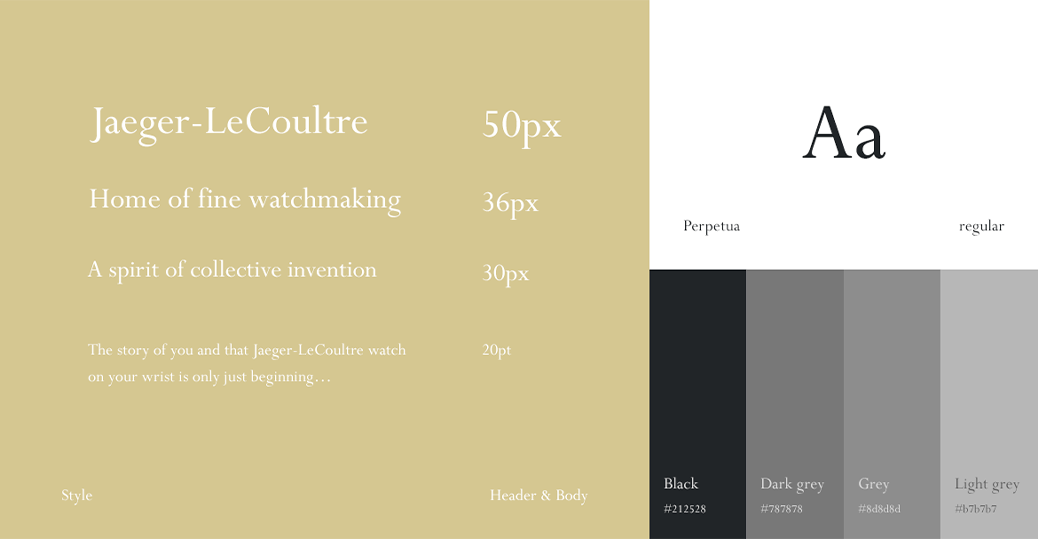 Jaeger-LeCoultre
50px
Home of fine watchmaking
36px
A spirit of collective invention
30px
The story of you and that Jaeger-LeCoultre watch
on your wrist is only just beginning…
20pt
Style
Header & Body
Aa
Perpetua
regular
Black
#212528
Dark grey
#787878
Grey
#8d8d8d
Light grey
#b7b7b7